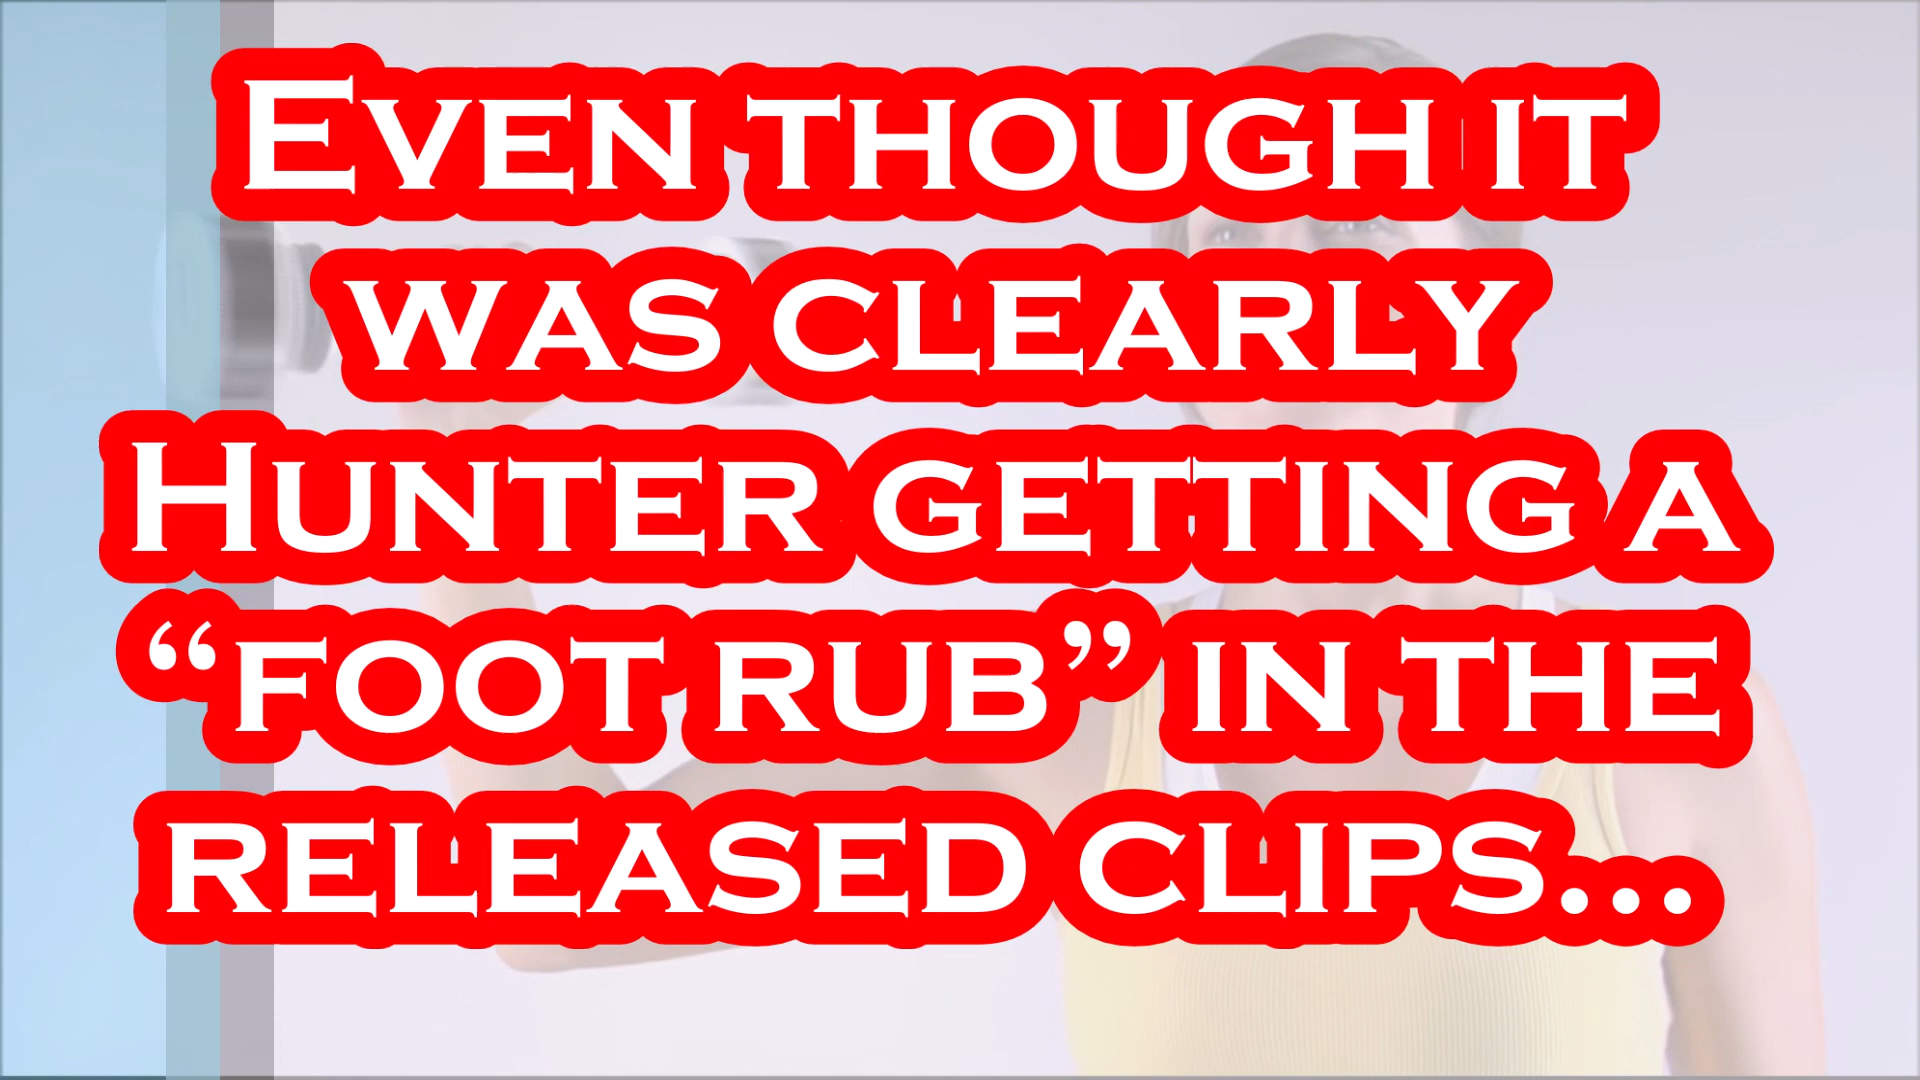 Even though it
was clearly
Hunter getting a
“foot rub” in the
released clips...